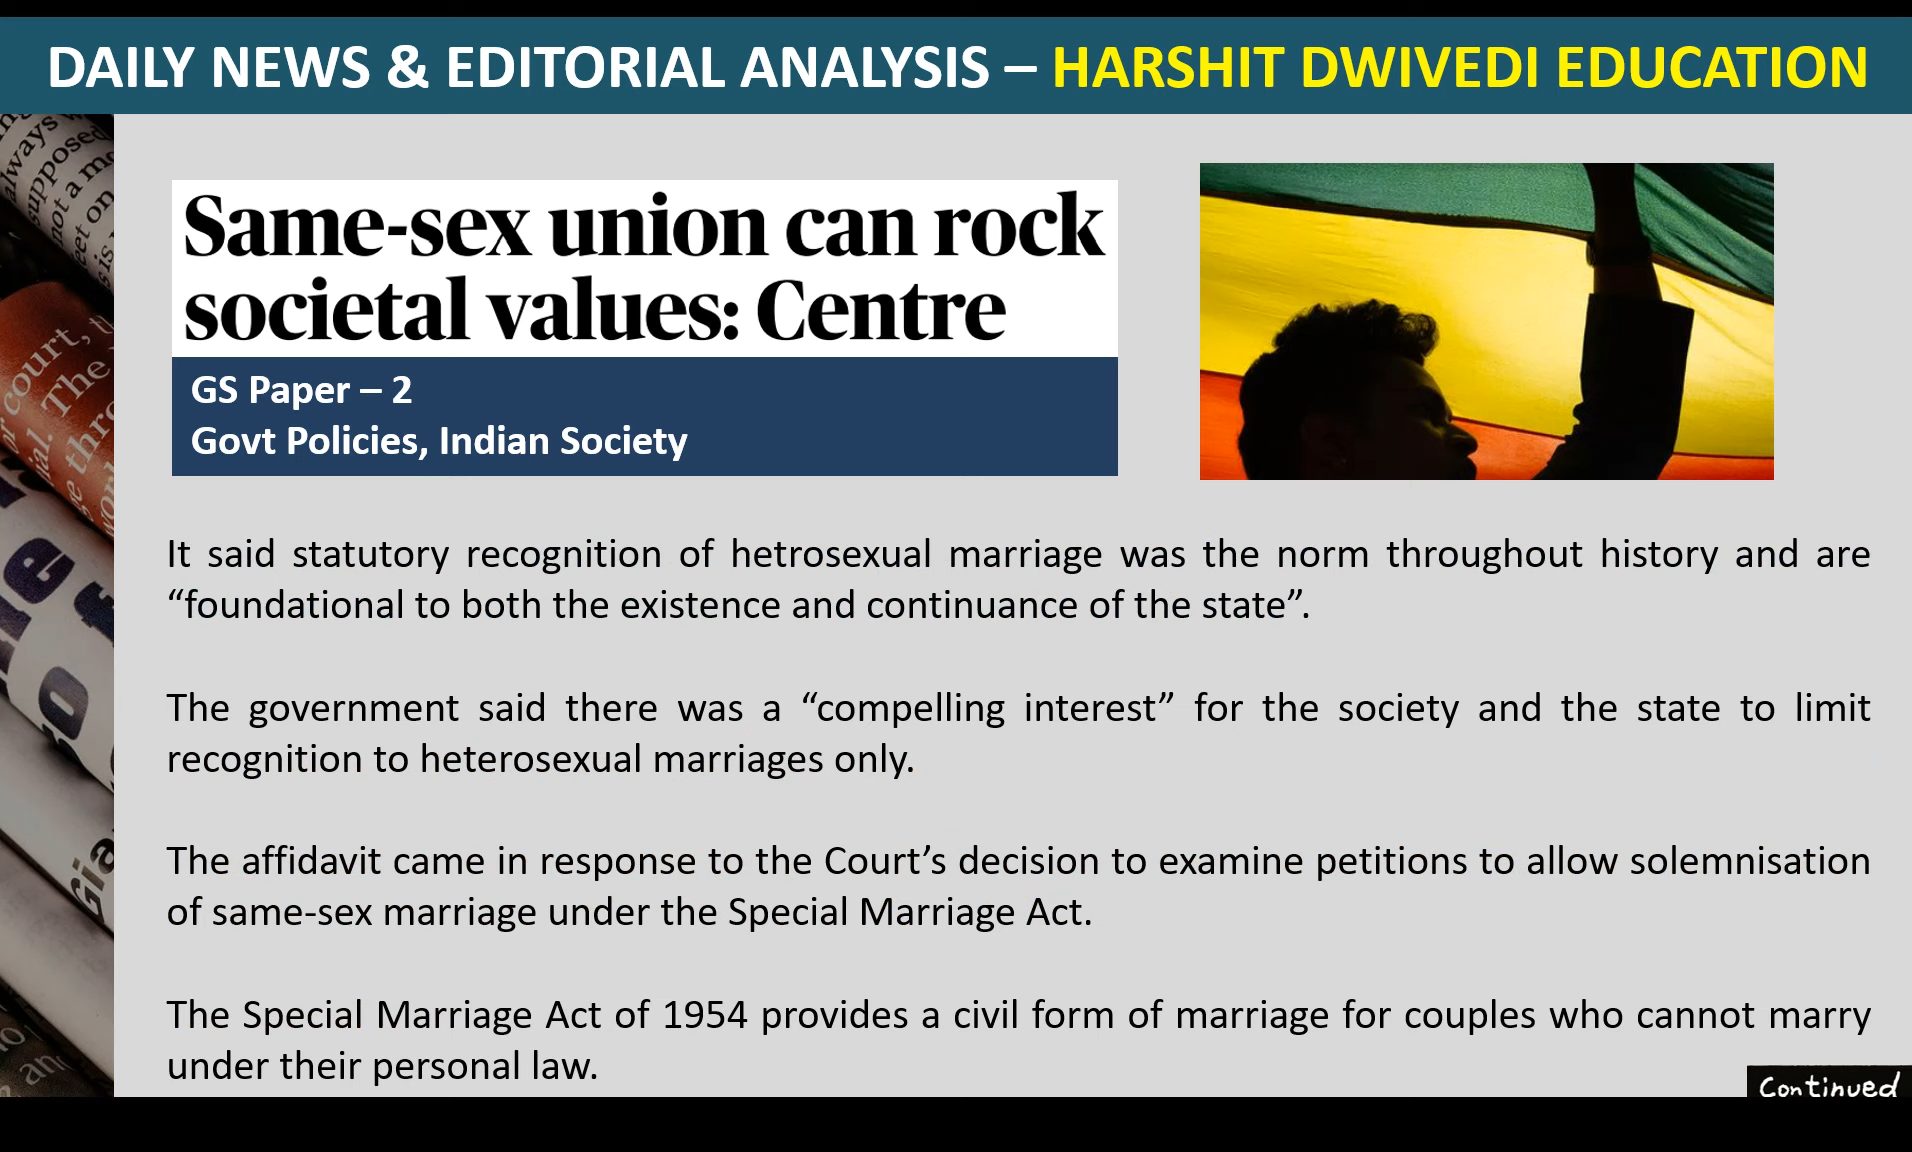 DAILY NEWS & EDITORIAL ANALYSIS – HARSHIT DWIVEDI EDUCATION
Same-sex union can rock
societal values: Centre
GS Paper – 2
Govt Policies, Indian Society
It said statutory recognition of hetrosexual marriage was the norm throughout history and are
“foundational to both the existence and continuance of the state”.
The government said there was a “compelling interest” for the society and the state to limit
recognition to heterosexual marriages only.
The affidavit came in response to the Court’s decision to examine petitions to allow solemnisation
of same-sex marriage under the Special Marriage Act.
The Special Marriage Act of 1954 provides a civil form of marriage for couples who cannot marry
under their personal law.
Continued
always
supposed
not a
court,
The